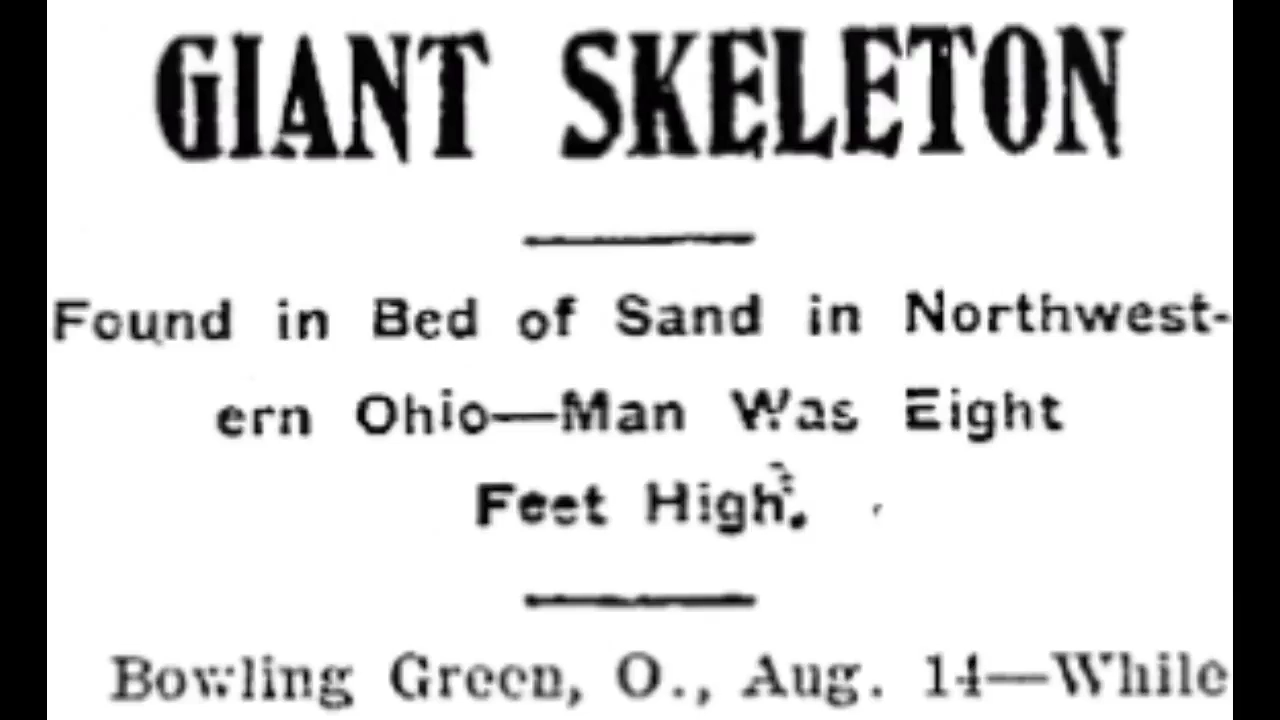 GIANT SKELETON
Found in Bed of Sand in Northwest-
ern Ohio—Man Was Eight
Feet High.
Bowling Green, O., Aug. 14—While